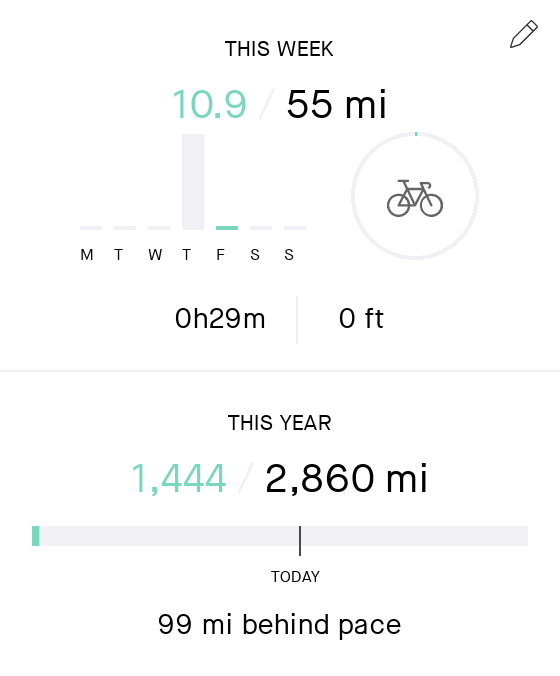 THIS WEEK
10.9 / 55 mi
M T W T F S S
0h29m 0 ft
THIS YEAR
1,444 / 2,860 mi
TODAY
99 mi behind pace